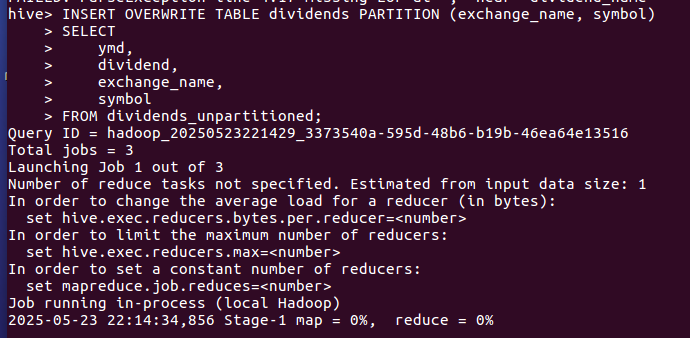 hive> INSERT OVERWRITE TABLE dividends PARTITION (exchange_name, symbol)
    > SELECT
    >     ymd,
    >     dividend,
    >     exchange_name,
    >     symbol
    > FROM dividends_unpartitioned;
Query ID = hadoop_20250523221429_3373540a-595d-48b6-b19b-46ea64e13516
Total jobs = 3
Launching Job 1 out of 3
Number of reduce tasks not specified. Estimated from input data size: 1
In order to change the average load for a reducer (in bytes):
  set hive.exec.reducers.bytes.per.reducer=<number>
In order to limit the maximum number of reducers:
  set hive.exec.reducers.max=<number>
In order to set a constant number of reducers:
  set mapreduce.job.reduces=<number>
Job running in-process (local Hadoop)
2025-05-23 22:14:34,856 Stage-1 map = 0%,  reduce = 0%